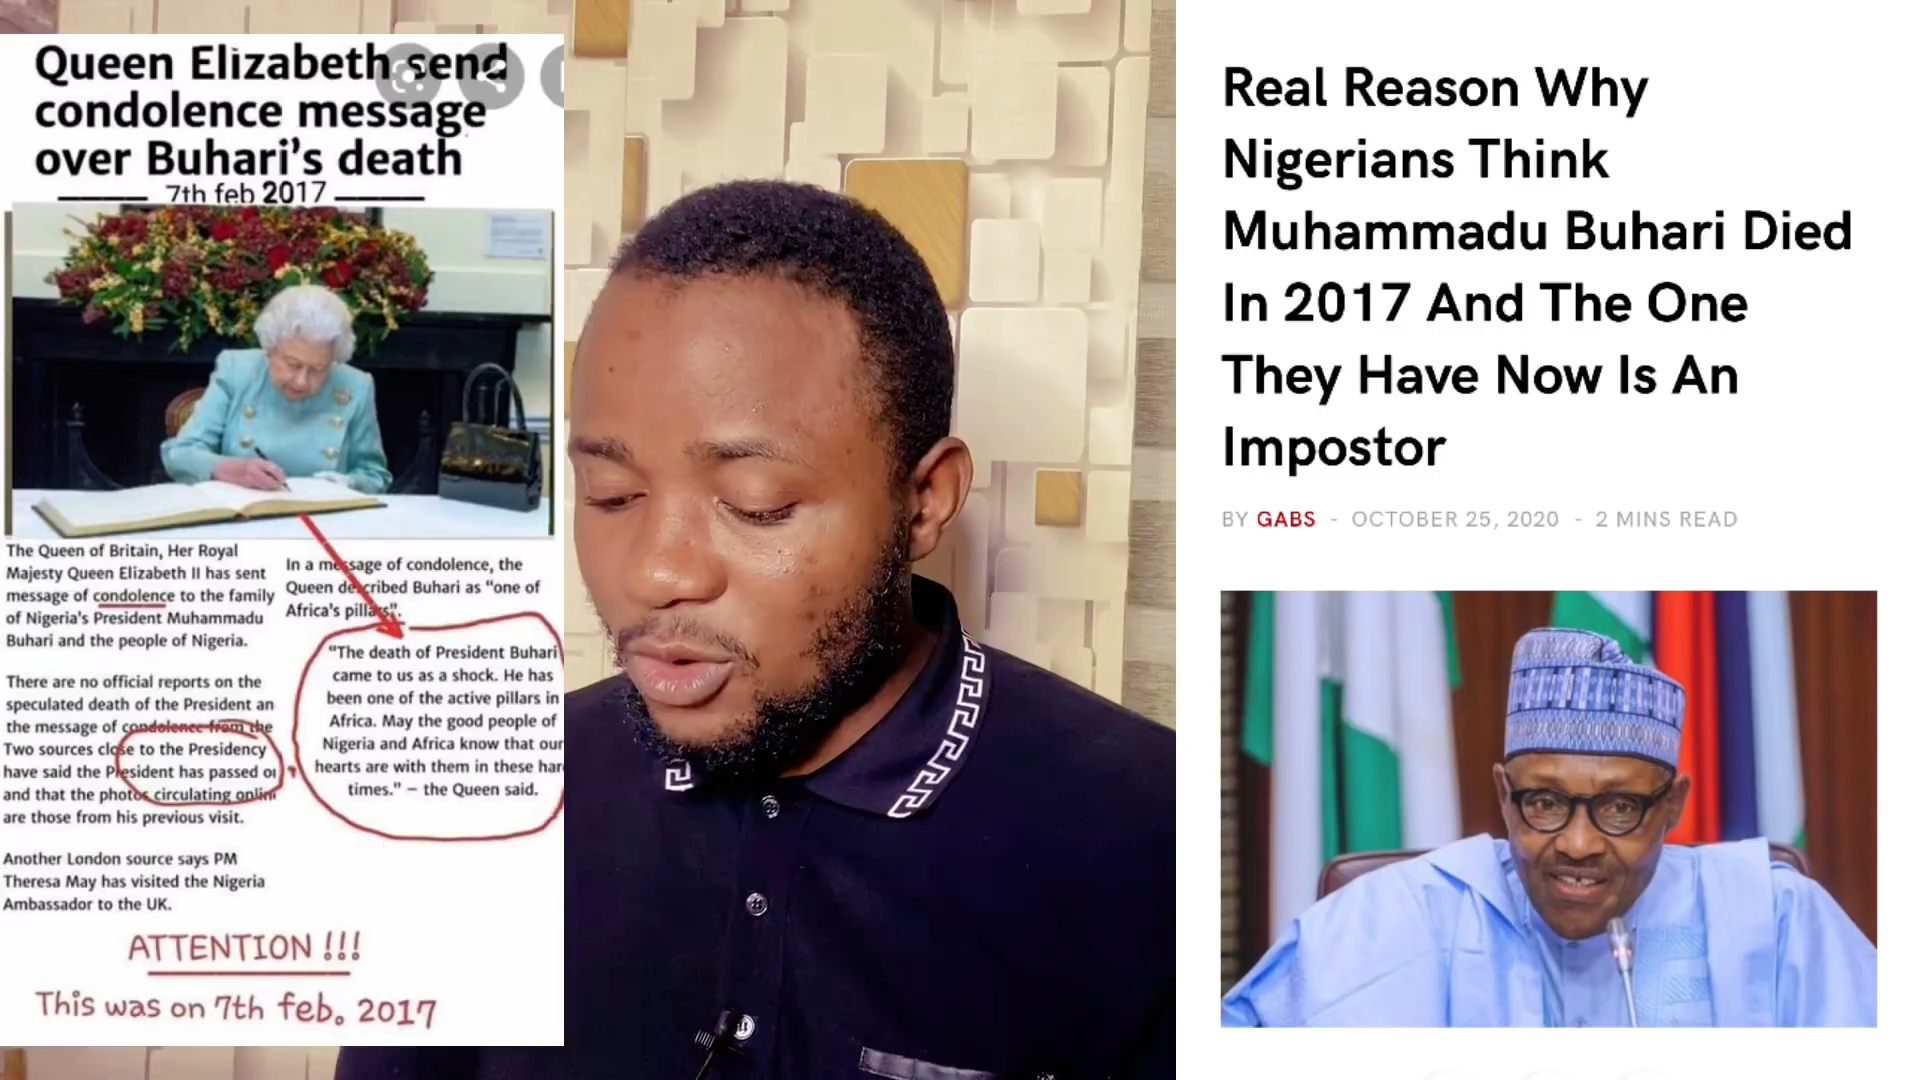 Queen Elizabeth send
condolence message
over Buhari's death
7th feb 2017
The Queen of Britain, Her Royal
Majesty Queen Elizabeth II has sent
message of condolence to the family
of Nigeria's President Muhammadu
Buhari and the people of Nigeria.
There are no official reports on the
speculated death of the President an
the message of condolence from the
Two sources close to the Presidency
have said the President has passed
and that the photos circulating
are those from his previous visit.
Another London source says PM
Theresa May has visited the Nigeria
Ambassador to the UK.
In a message of condolence, the
Queen described Buhari as "one of
Africa's pillars".
"The death of President Buhari
came to us as a shock. He has
been one of the active pillars in
Africa. May the good people of
Nigeria and Africa know that our
hearts are with them in these har
times." – the Queen said.
ATTENTION !!!
This was on 7th feb. 2017
Real Reason Why
Nigerians Think
Muhammadu Buhari Died
In 2017 And The One
They Have Now Is An
Impostor
BY GABS - OCTOBER 25, 2020 - 2 MINS READ